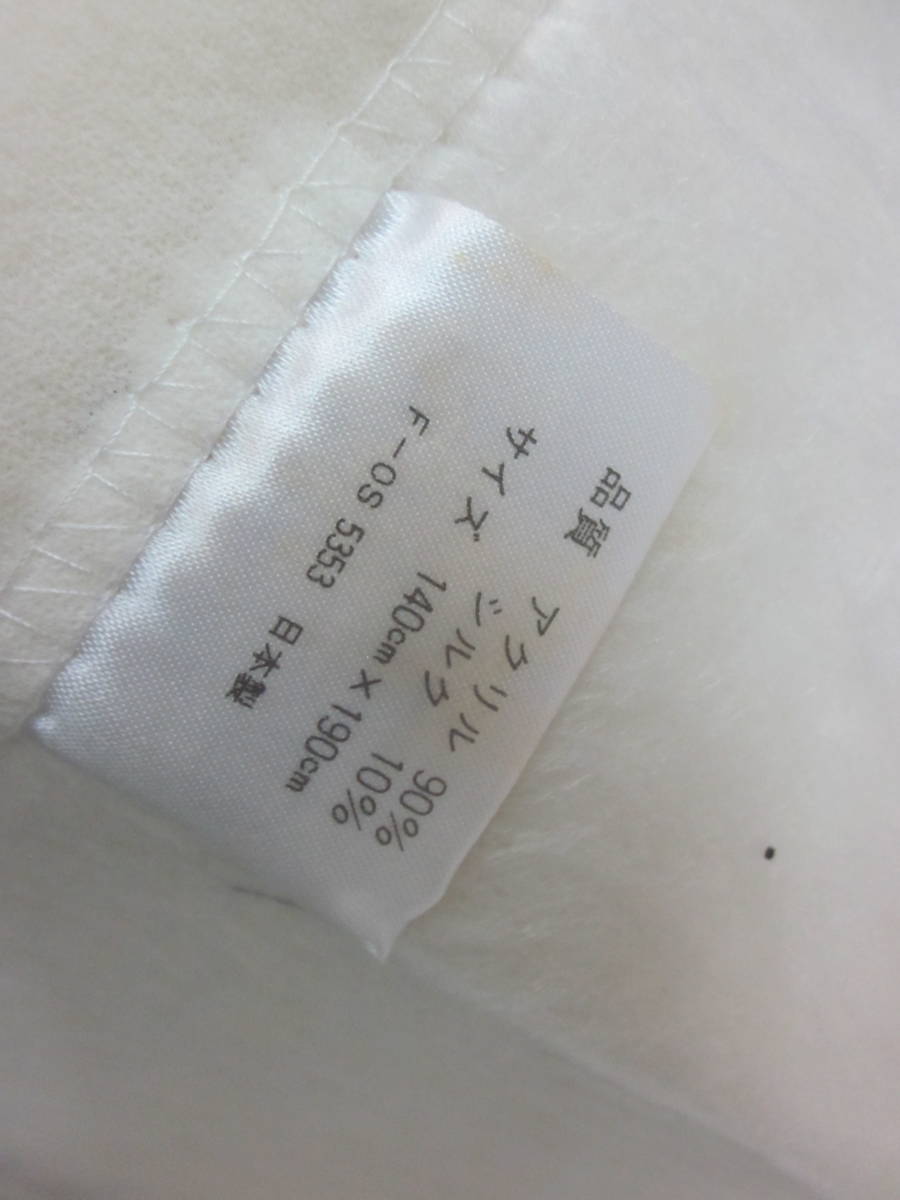 品質 アクリル 90%
シルク 10%
サイズ 140cm×190cm
F-OS 5353 日本製